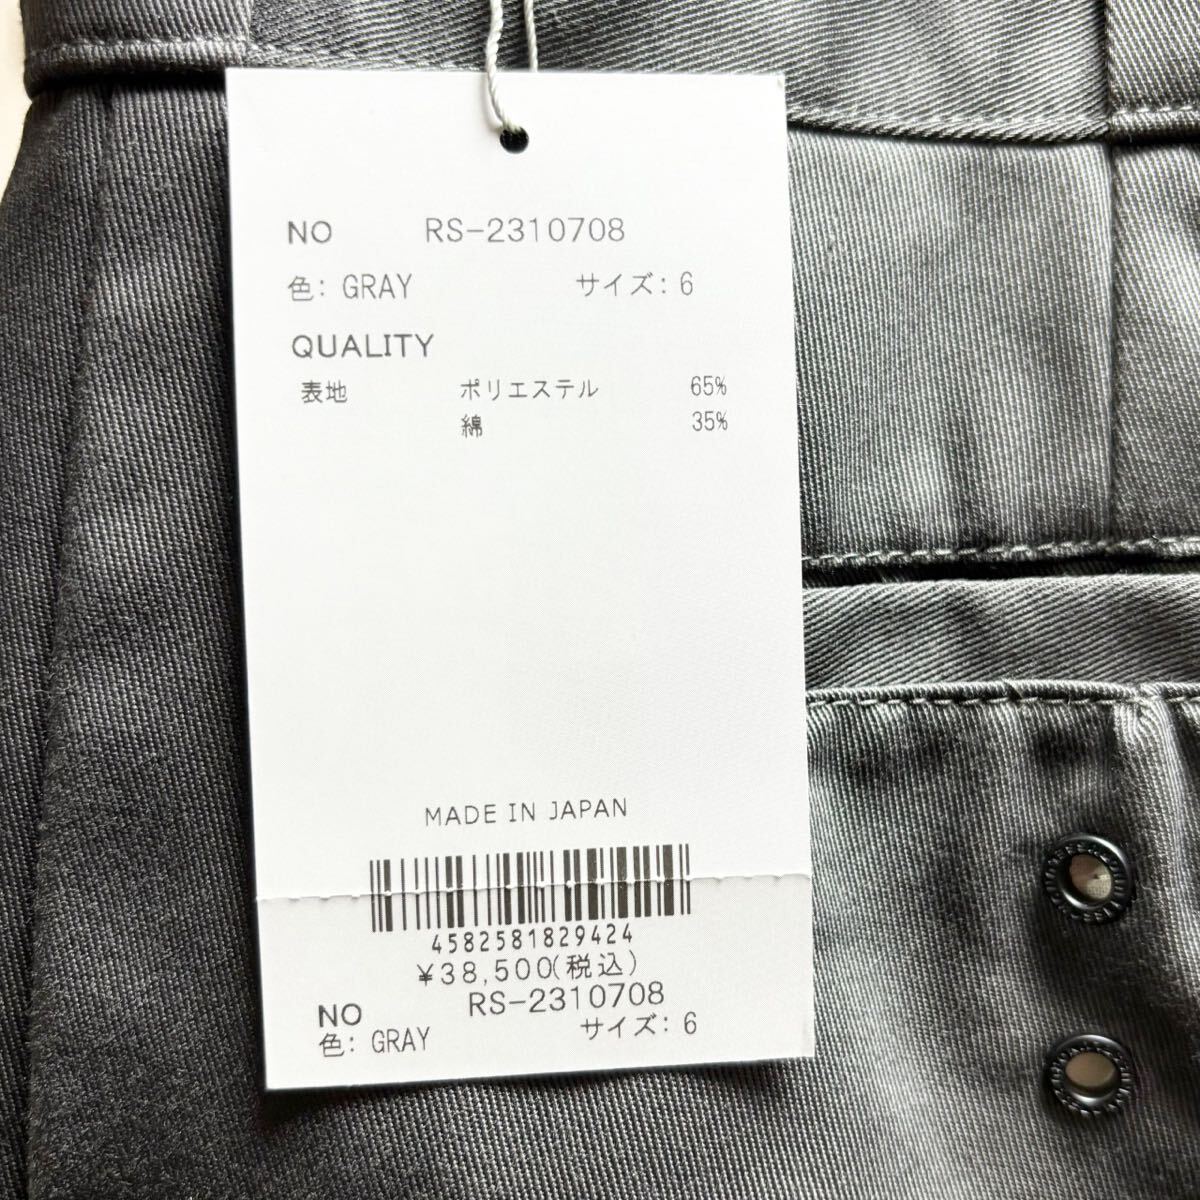 NO RS-2310708
色: GRAY サイズ: 6
QUALITY
表地 ポリエステル 65%
綿 35%
MADE IN JAPAN
4582581829424
¥38,500(税込)
NO RS-2310708
色: GRAY サイズ: 6